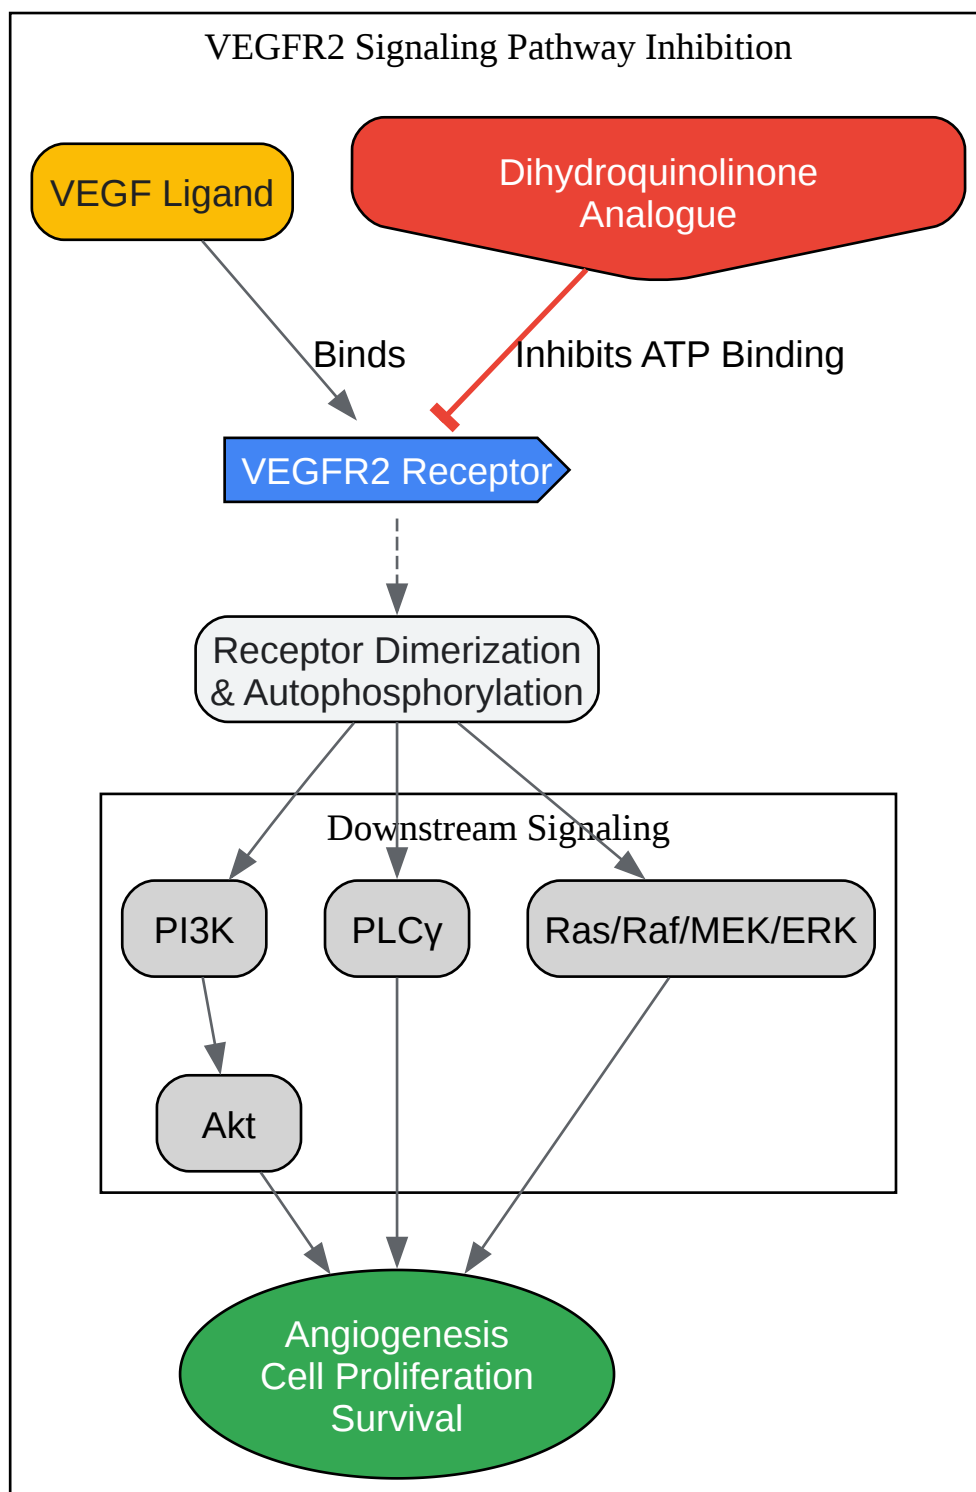 VEGFR2 Signaling Pathway Inhibition
VEGF Ligand
Dihydroquinolinone
Analogue
Binds
Inhibits ATP Binding
VEGFR2 Receptor
Receptor Dimerization
& Autophosphorylation
Downstream Signaling
PI3K
PLCγ
Ras/Raf/MEK/ERK
Akt
Angiogenesis
Cell Proliferation
Survival